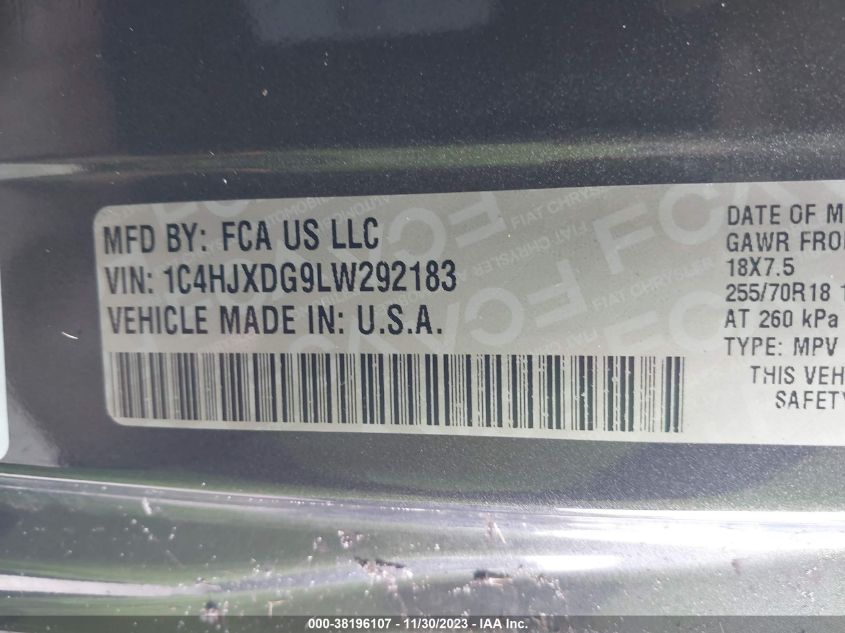 MFD BY: FCA US LLC
VIN: 1C4HJXDG9LW292183
VEHICLE MADE IN: U.S.A.
DATE OF M
GAWR FRO
18X7.5
255/70R18 1
AT 260 kPa
TYPE: MPV
THIS VEH
SAFETY
000-38196107 - 11/30/2023 - IAA